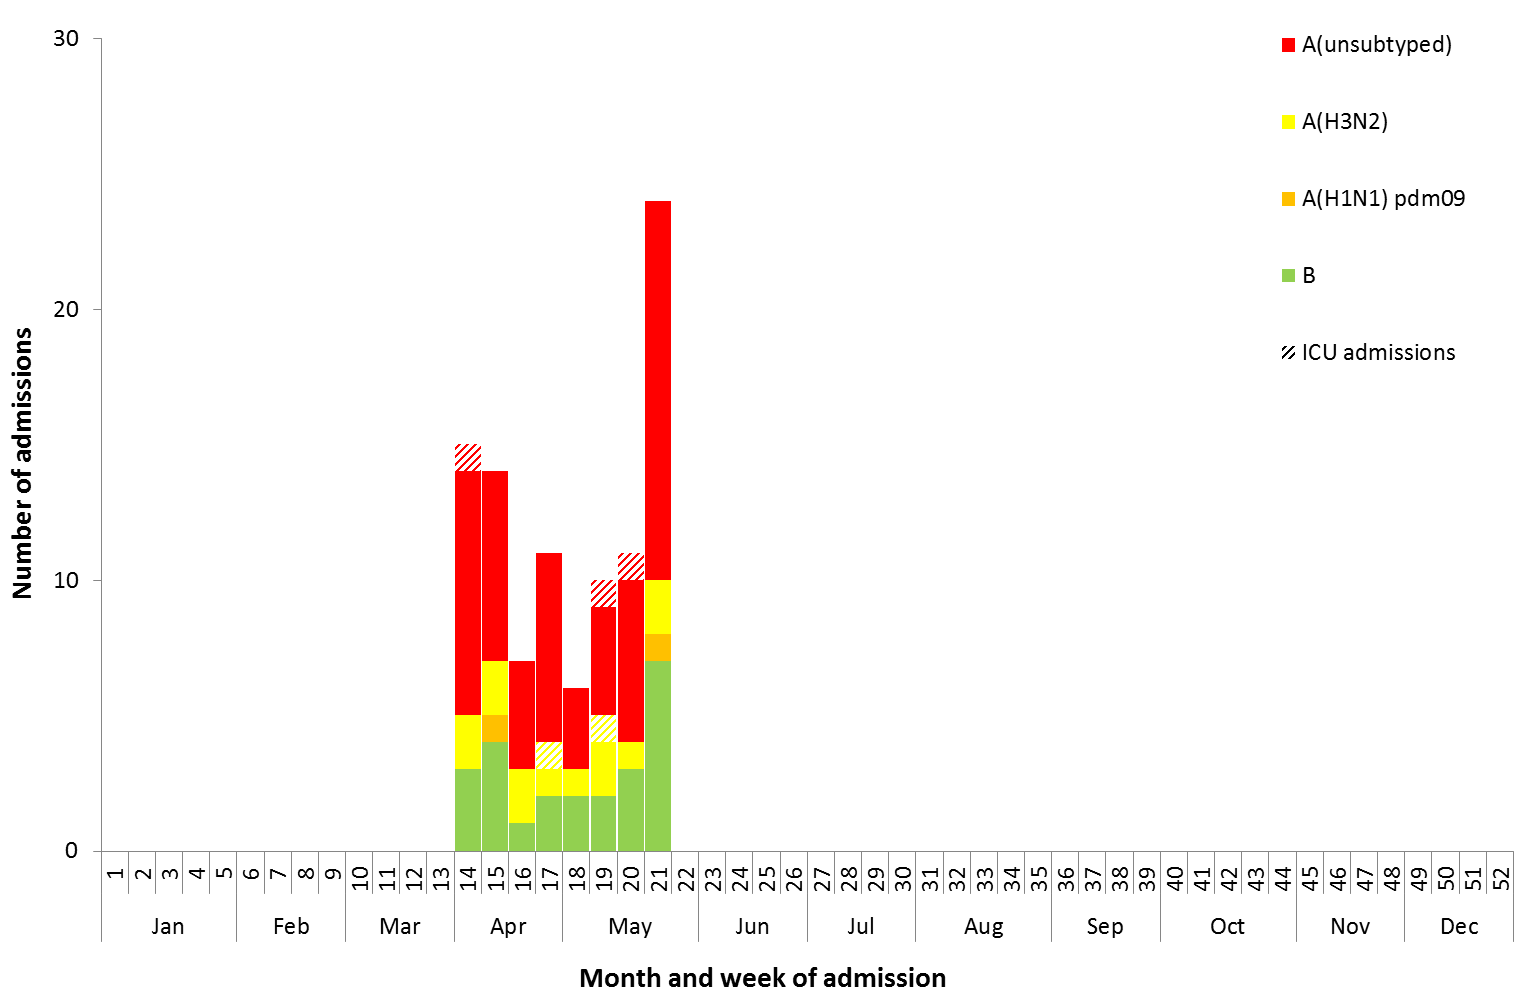 30
20
10
0
Number of admissions
A(unsubtyped)
A(H3N2)
A(H1N1) pdm09
B
ICU admissions
1 2 3 4 5 6 7 8 9 10 11 12 13 14 15 16 17 18 19 20 21 22 23 24 25 26 27 28 29 30 31 32 33 34 35 36 37 38 39 40 41 42 43 44 45 46 47 48 49 50 51 52
Jan Feb Mar Apr May Jun Jul Aug Sep Oct Nov Dec
Month and week of admission